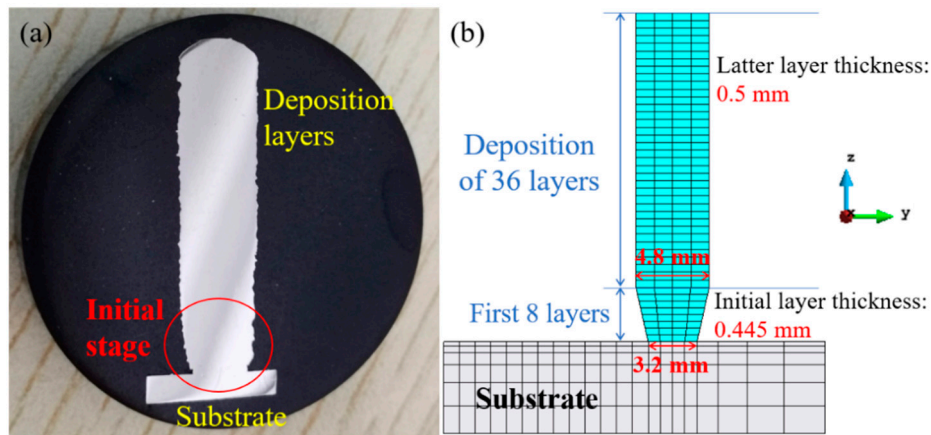 (a)
Deposition
layers
Initial
stage
Substrate
(b)
Latter layer thickness:
0.5 mm
Deposition
of 36 layers
z
x
y
4.8 mm
First 8 layers
Initial layer thickness:
0.445 mm
3.2 mm
Substrate